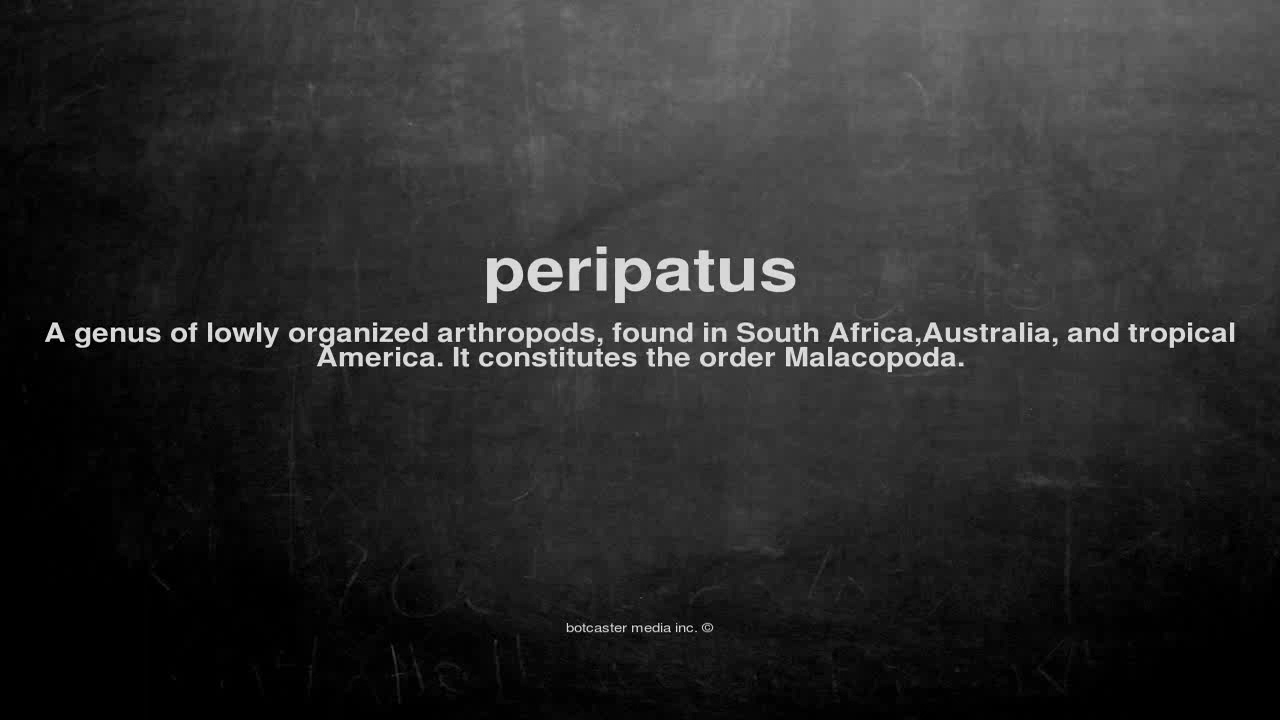 peripatus
A genus of lowly organized arthropods, found in South Africa,Australia, and tropical
America. It constitutes the order Malacopoda.
botcaster media inc. ©